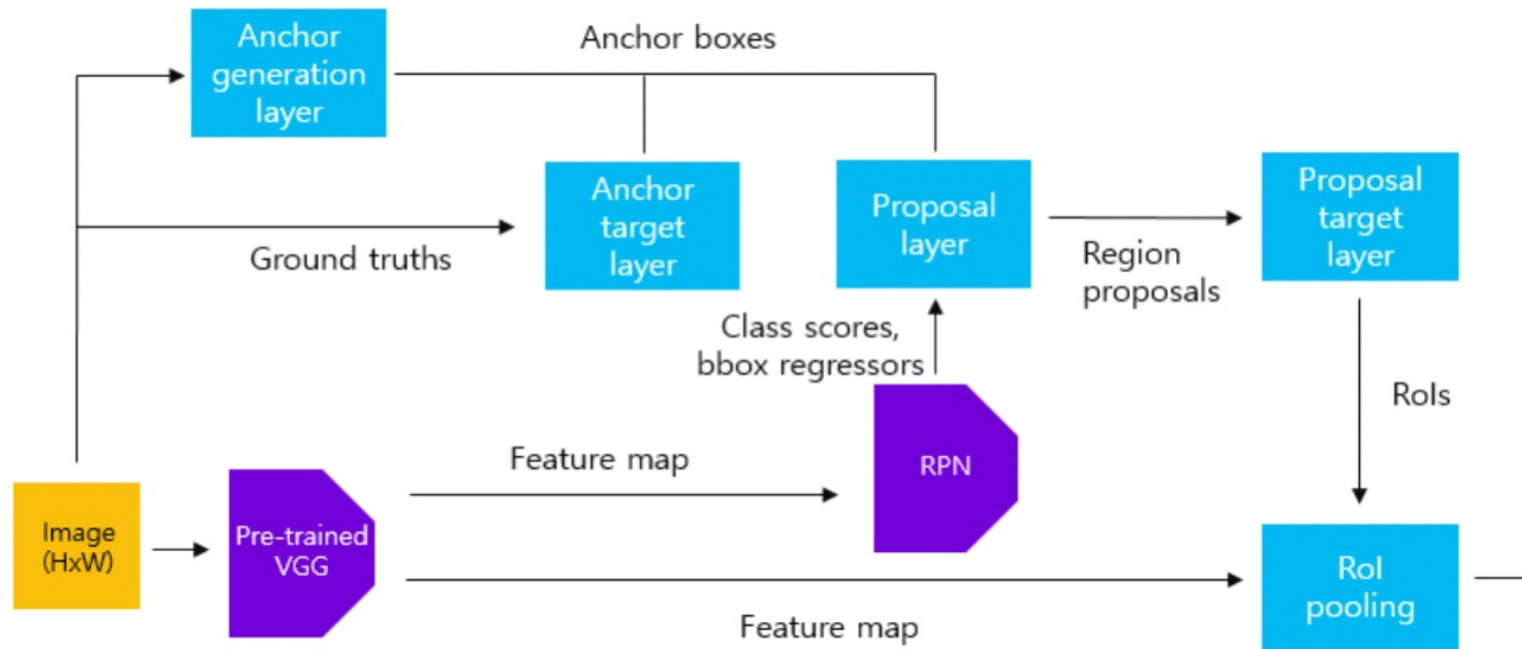 Anchor
generation
layer
Anchor boxes
Anchor
target
layer
Proposal
layer
Proposal
target
layer
Ground truths
Region
proposals
Class scores,
bbox regressors
RoIs
Feature map
RPN
Image
(HxW)
Pre-trained
VGG
RoI
pooling
Feature map